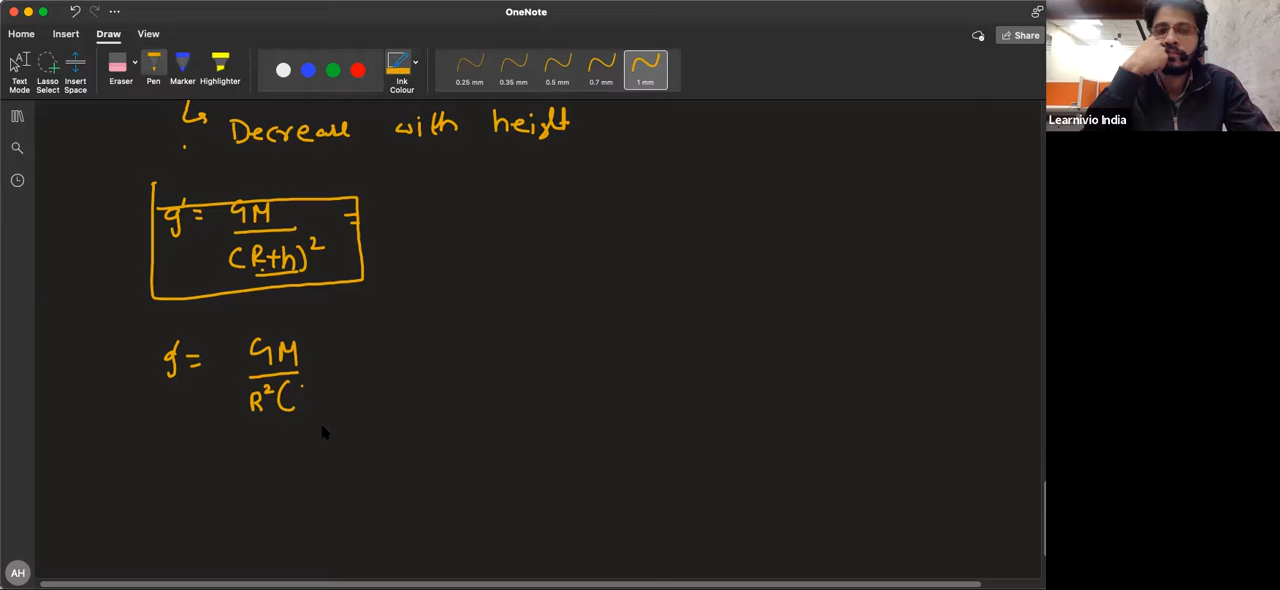 OneNote
Home Insert Draw View
Share
Text Mode Lasso Select Insert Space Eraser Pen Marker Highlighter Ink Colour 0.25 mm 0.35 mm 0.5 mm 0.7 mm 1 mm
Learnivio India
↳ Decrease with height
g' = GM / (R+h)² =
g' = GM / R² (
AH